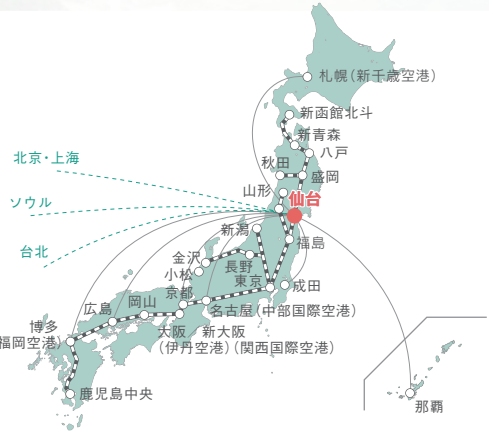 札幌（新千歳空港）
新函館北斗
新青森
八戸
秋田
盛岡
北京・上海
山形
仙台
ソウル
新潟
福島
台北
金沢
長野
小松
東京
成田
京都
岡山
広島
名古屋（中部国際空港）
博多
福岡空港）
大阪
（伊丹空港）
新大阪
（関西国際空港）
鹿児島中央
那覇